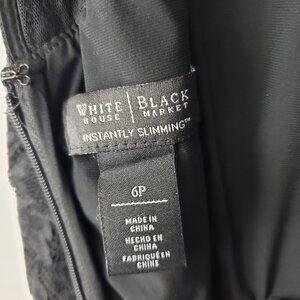 WHITE HOUSE | BLACK MARKET
INSTANTLY SLIMMING™
6P
MADE IN
CHINA
HECHO EN
CHINA
FABRIQUÉ EN
CHINE